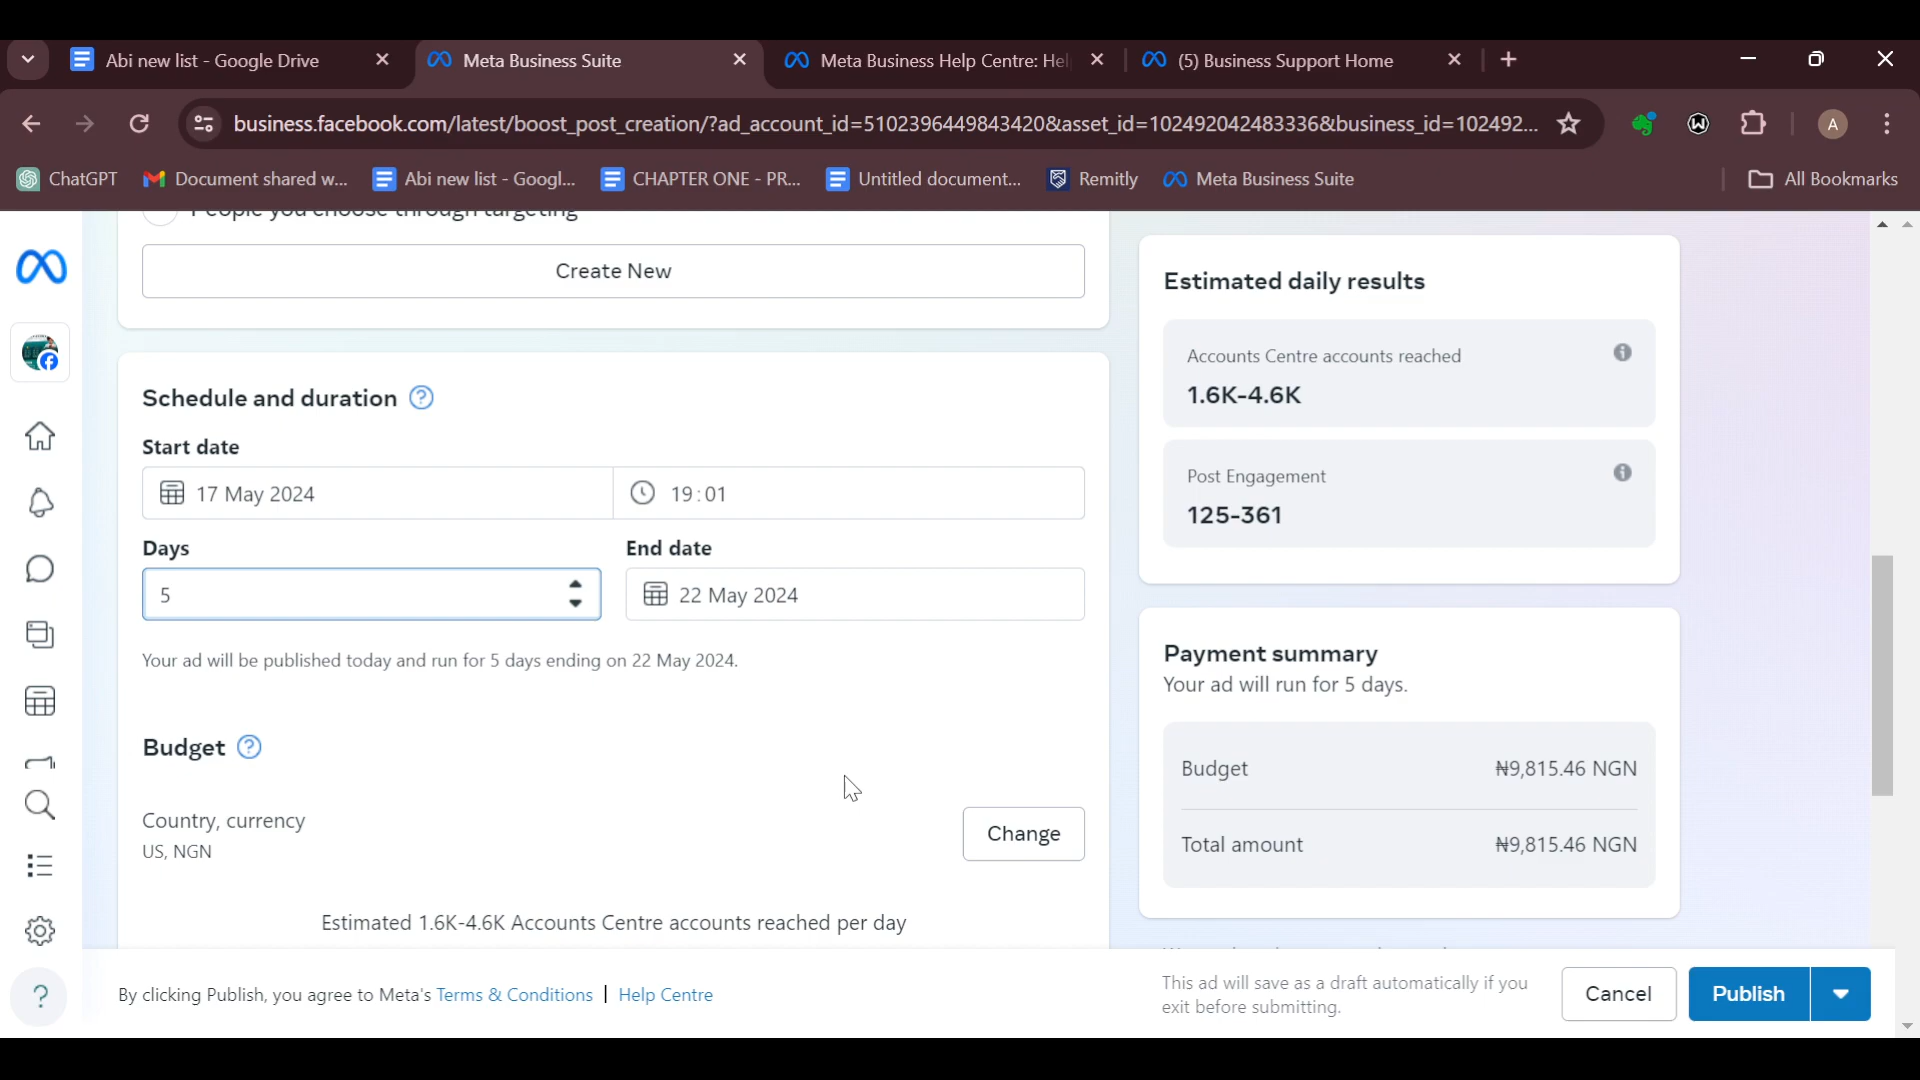 Abi new list - Google Drive
Meta Business Suite
Meta Business Help Centre: Hel
(5) Business Support Home
business.facebook.com/latest/boost_post_creation/?ad_account_id=5102396449843420&asset_id=102492042483336&business_id=102492...
A
ChatGPT
Document shared w...
Abi new list - Googl...
CHAPTER ONE - PR...
Untitled document...
Remitly
Meta Business Suite
All Bookmarks
People you choose through targeting
Create New
Schedule and duration ?
Start date
17 May 2024
19:01
Days
End date
5
22 May 2024
Your ad will be published today and run for 5 days ending on 22 May 2024.
Budget ?
Country, currency
US, NGN
Change
Estimated 1.6K-4.6K Accounts Centre accounts reached per day
Estimated daily results
Accounts Centre accounts reached
1.6K-4.6K
Post Engagement
125-361
Payment summary
Your ad will run for 5 days.
Budget
₦9,815.46 NGN
Total amount
₦9,815.46 NGN
?
By clicking Publish, you agree to Meta's Terms & Conditions | Help Centre
This ad will save as a draft automatically if you
exit before submitting.
Cancel
Publish